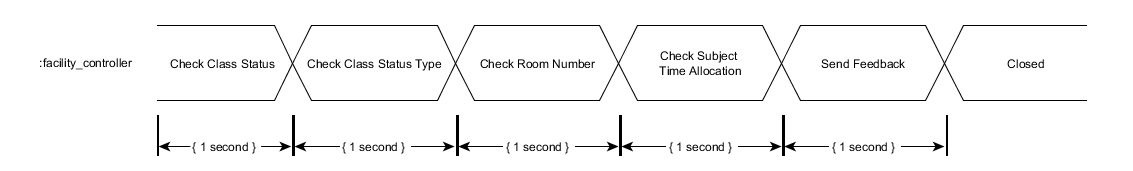 :facility_controller
Check Class Status
Check Class Status Type
Check Room Number
Check Subject
Time Allocation
Send Feedback
Closed
{ 1 second }
{ 1 second }
{ 1 second }
{ 1 second }
{ 1 second }